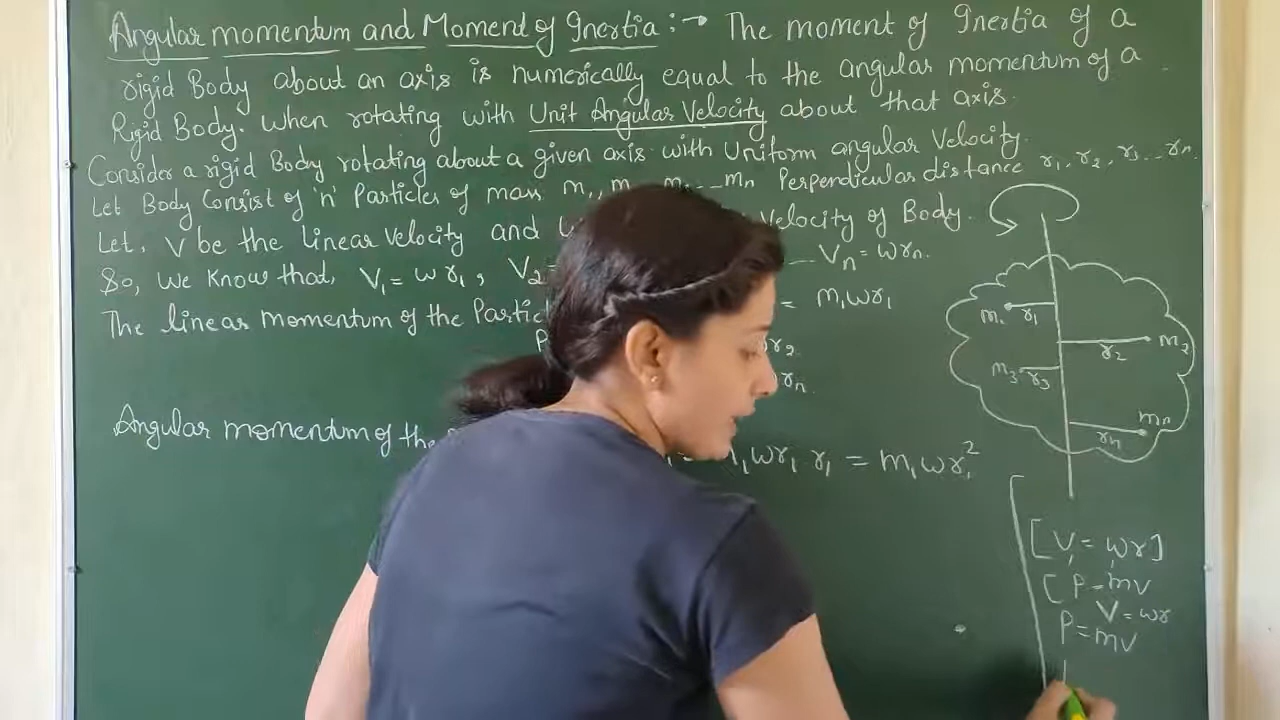 Angular momentum and Moment of Inertia :→ The moment of Inertia of a
rigid Body about an axis is numerically equal to the angular momentum of a
Rigid Body. When rotating with Unit Angular Velocity about that axis.
Consider a rigid Body rotating about a given axis with Uniform angular Velocity.
Let Body Consist of 'n' Particles of mass m₁, m ... mn Perpendicular distance r₁, r₂, r₃...rn.
Let, V be the linear Velocity and Velocity of Body.
So, we know that, V₁ = ωr₁, V₂= ... Vn = ωrn.
The linear momentum of the = m₁ωr₁
P r₂
rn.
Angular momentum of the ωr₁ r₁ = m₁ωr₁²
r₁
r₂ m₂
m₃ r₃
mn
rn
[V = ωr]
[P = mv
V = ωr
P = mv